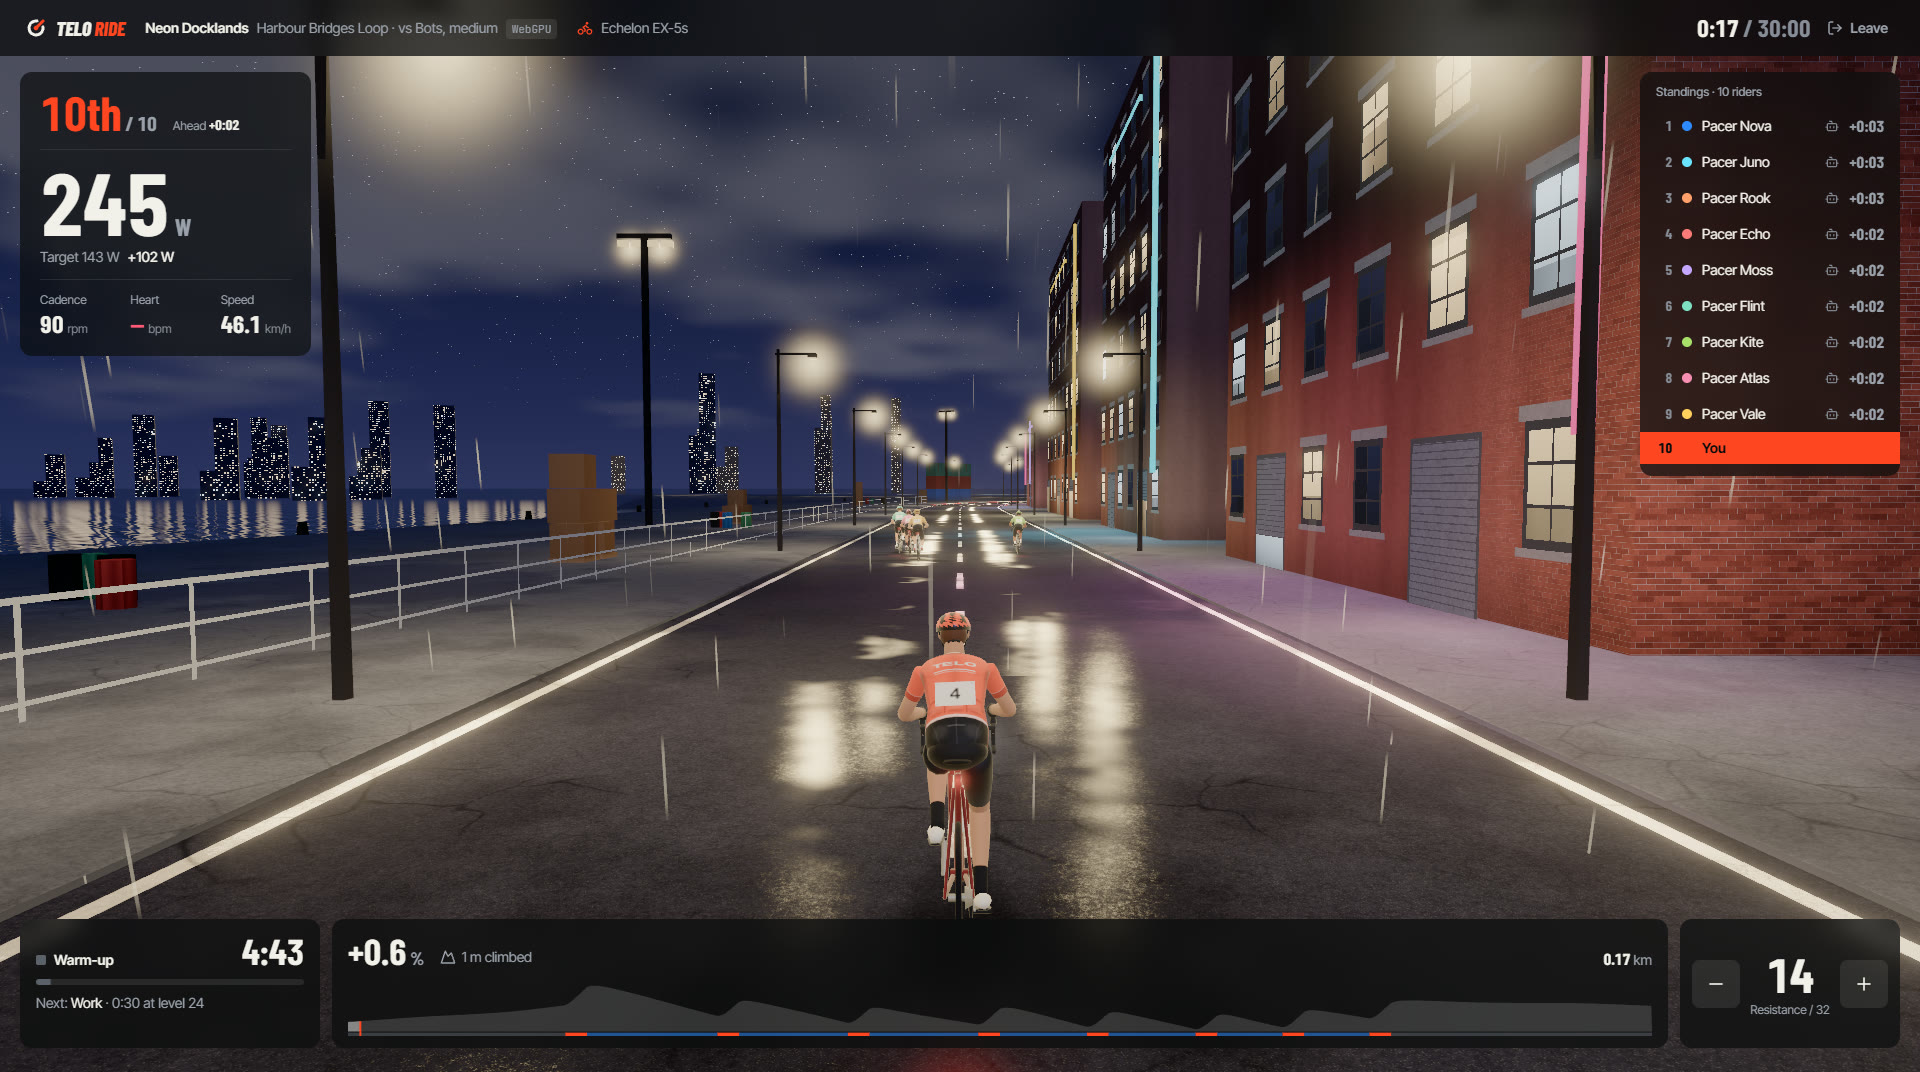 TELO RIDE Neon Docklands Harbour Bridges Loop · vs Bots, medium WebGPU Echelon EX-5s 0:17 / 30:00 Leave
10th / 10 Ahead +0:02
245 W
Target 143 W +102 W
Cadence Heart Speed
90 rpm – bpm 46.1 km/h
Standings · 10 riders
1 Pacer Nova +0:03
2 Pacer Juno +0:03
3 Pacer Rook +0:03
4 Pacer Echo +0:02
5 Pacer Moss +0:02
6 Pacer Flint +0:02
7 Pacer Kite +0:02
8 Pacer Atlas +0:02
9 Pacer Vale +0:02
10 You
TELO
4
Warm-up 4:43
Next: Work · 0:30 at level 24
+0.6 % 1 m climbed 0.17 km
− 14 +
Resistance / 32